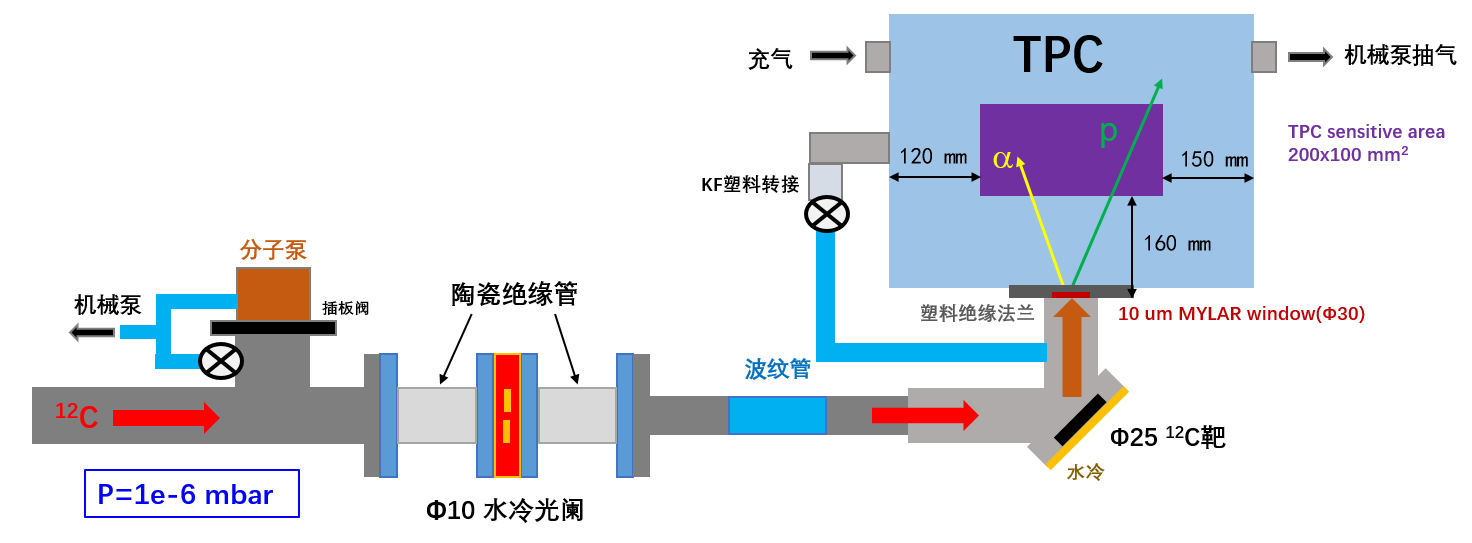 充气
TPC
机械泵抽气
p
α
TPC sensitive area
200x100 mm²
120 mm
150 mm
KF塑料转接
160 mm
分子泵
机械泵
插板阀
陶瓷绝缘管
塑料绝缘法兰
10 um MYLAR window(Φ30)
波纹管
¹²C
Φ25 ¹²C靶
水冷
P=1e-6 mbar
Φ10 水冷光阑